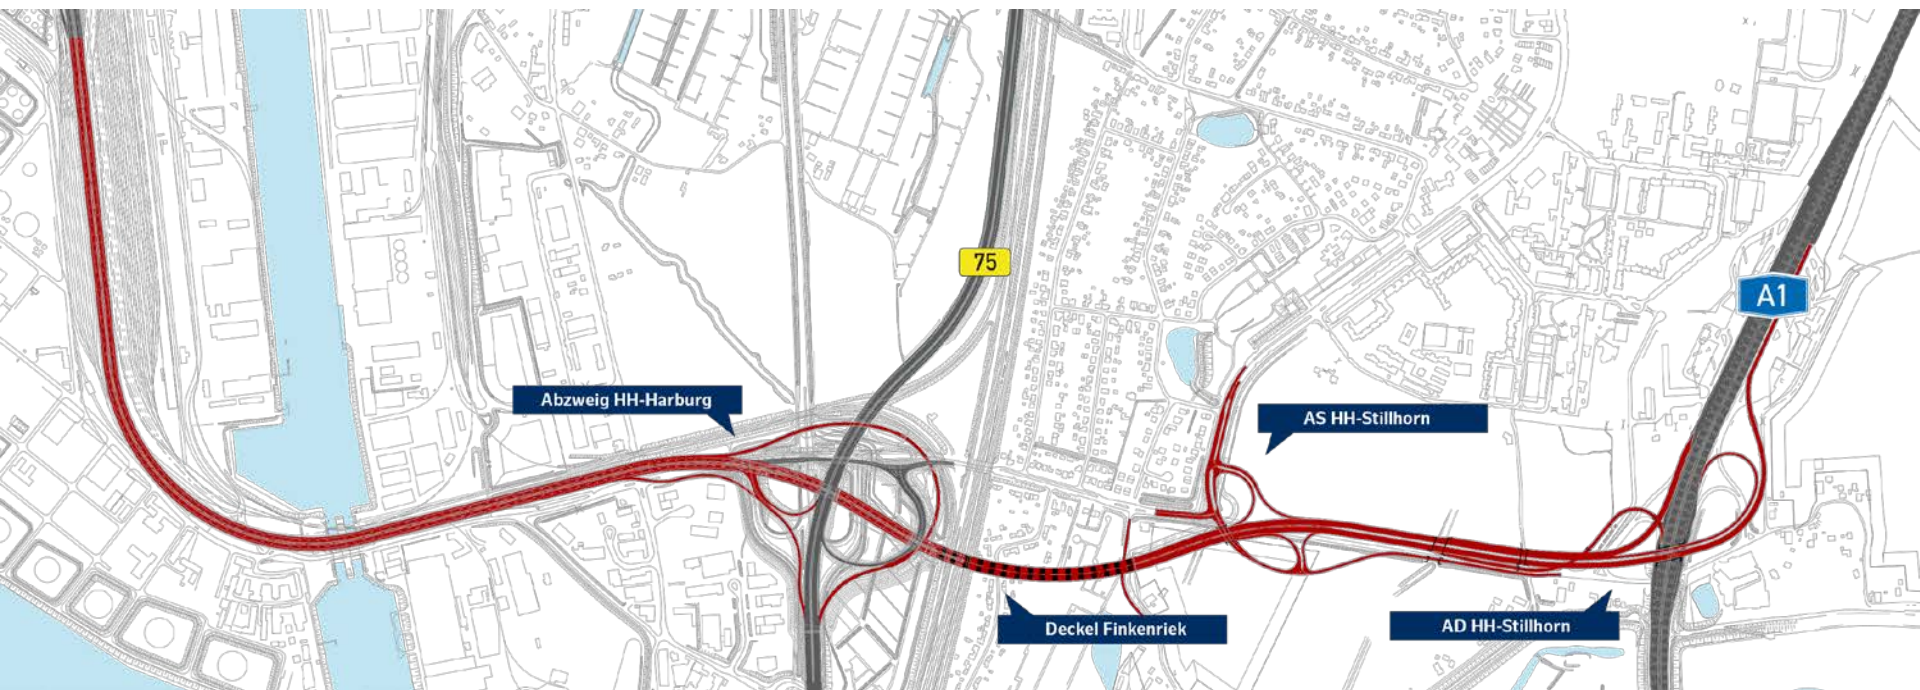 75
A1
Abzweig HH-Harburg
AS HH-Stillhorn
Deckel Finkenriek
AD HH-Stillhorn